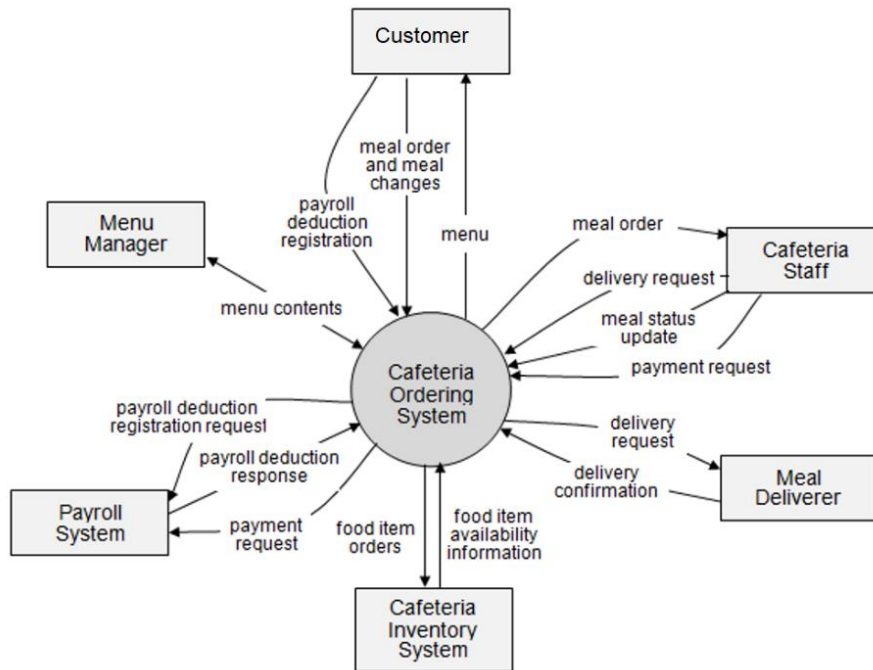 Customer
meal order
and meal
changes
payroll
deduction
registration
menu
Menu
Manager
menu contents
meal order
Cafeteria
Staff
delivery request
meal status
update
payment request
Cafeteria
Ordering
System
payroll deduction
registration request
payroll deduction
response
Payroll
System
payment
request
delivery
request
delivery
confirmation
Meal
Deliverer
food item
orders
food item
availability
information
Cafeteria
Inventory
System